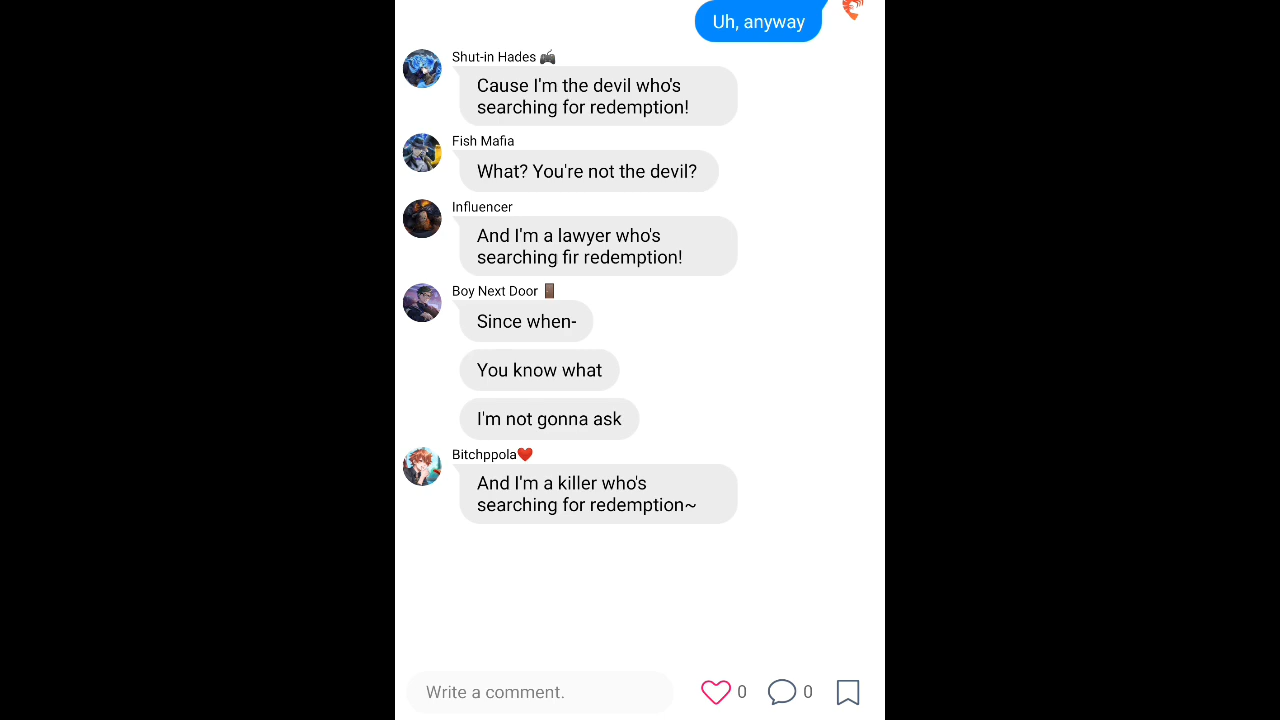 Uh, anyway
Shut-in Hades 🎮
Cause I'm the devil who's
searching for redemption!
Fish Mafia
What? You're not the devil?
Influencer
And I'm a lawyer who's
searching fir redemption!
Boy Next Door 🚪
Since when-
You know what
I'm not gonna ask
Bitchppola❤️
And I'm a killer who's
searching for redemption~
Write a comment.
0
0